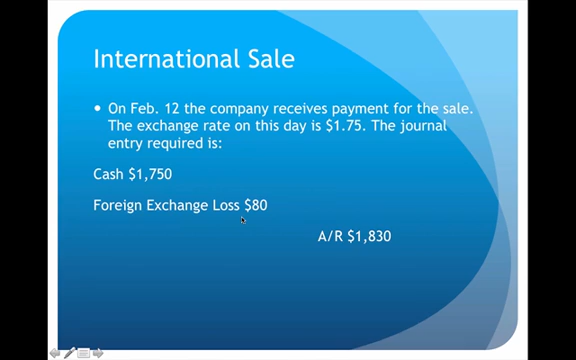 International Sale
• On Feb. 12 the company receives payment for the sale.
The exchange rate on this day is $1.75. The journal
entry required is:
Cash $1,750
Foreign Exchange Loss $80
A/R $1,830